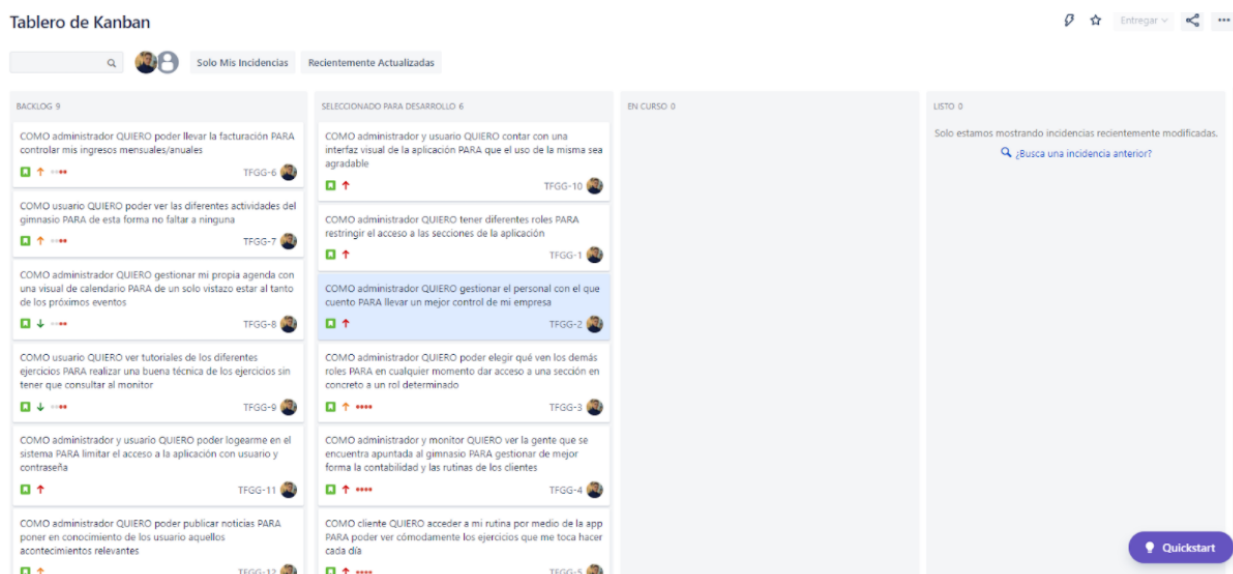 Tablero de Kanban
Entregar
Solo Mis Incidencias
Recientemente Actualizadas
BACKLOG 9
COMO administrador QUIERO poder llevar la facturación PARA
controlar mis ingresos mensuales/anuales
TFGG-6
COMO usuario QUIERO poder ver las diferentes actividades del
gimnasio PARA de esta forma no faltar a ninguna
TFGG-7
COMO administrador QUIERO gestionar mi propia agenda con
una visual de calendario PARA de un solo vistazo estar al tanto
de los próximos eventos
TFGG-8
COMO usuario QUIERO ver tutoriales de los diferentes
ejercicios PARA realizar una buena técnica de los ejercicios sin
tener que consultar al monitor
TFGG-9
COMO administrador y usuario QUIERO poder logearme en el
sistema PARA limitar el acceso a la aplicación con usuario y
contraseña
TFGG-11
COMO administrador QUIERO poder publicar noticias PARA
poner en conocimiento de los usuario aquellos
acontecimientos relevantes
TFGG-12
SELECCIONADO PARA DESARROLLO 6
COMO administrador y usuario QUIERO contar con una
interfaz visual de la aplicación PARA que el uso de la misma sea
agradable
TFGG-10
COMO administrador QUIERO tener diferentes roles PARA
restringir el acceso a las secciones de la aplicación
TFGG-1
COMO administrador QUIERO gestionar el personal con el que
cuento PARA llevar un mejor control de mi empresa
TFGG-2
COMO administrador QUIERO poder elegir qué ven los demás
roles PARA en cualquier momento dar acceso a una sección en
concreto a un rol determinado
TFGG-3
COMO administrador y monitor QUIERO ver la gente que se
encuentra apuntada al gimnasio PARA gestionar de mejor
forma la contabilidad y las rutinas de los clientes
TFGG-4
COMO cliente QUIERO acceder a mi rutina por medio de la app
PARA poder ver cómodamente los ejercicios que me toca hacer
cada día
TFGG-5
EN CURSO 0
LISTO 0
Solo estamos mostrando incidencias recientemente modificadas.
¿Busca una incidencia anterior?
Quickstart